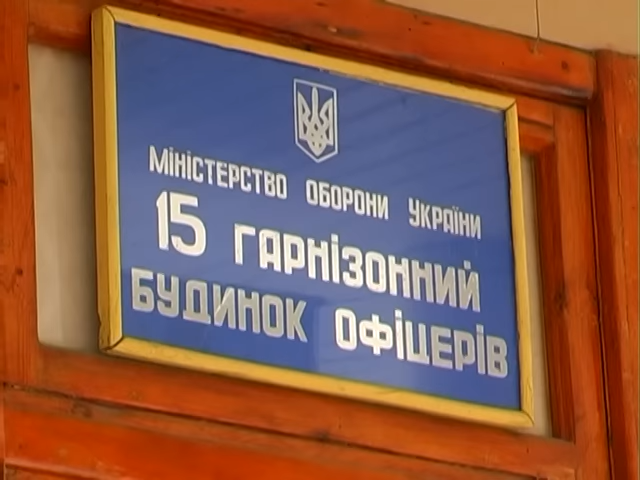 Міністерство оборони України
15 гарнізонний
будинок офіцерів